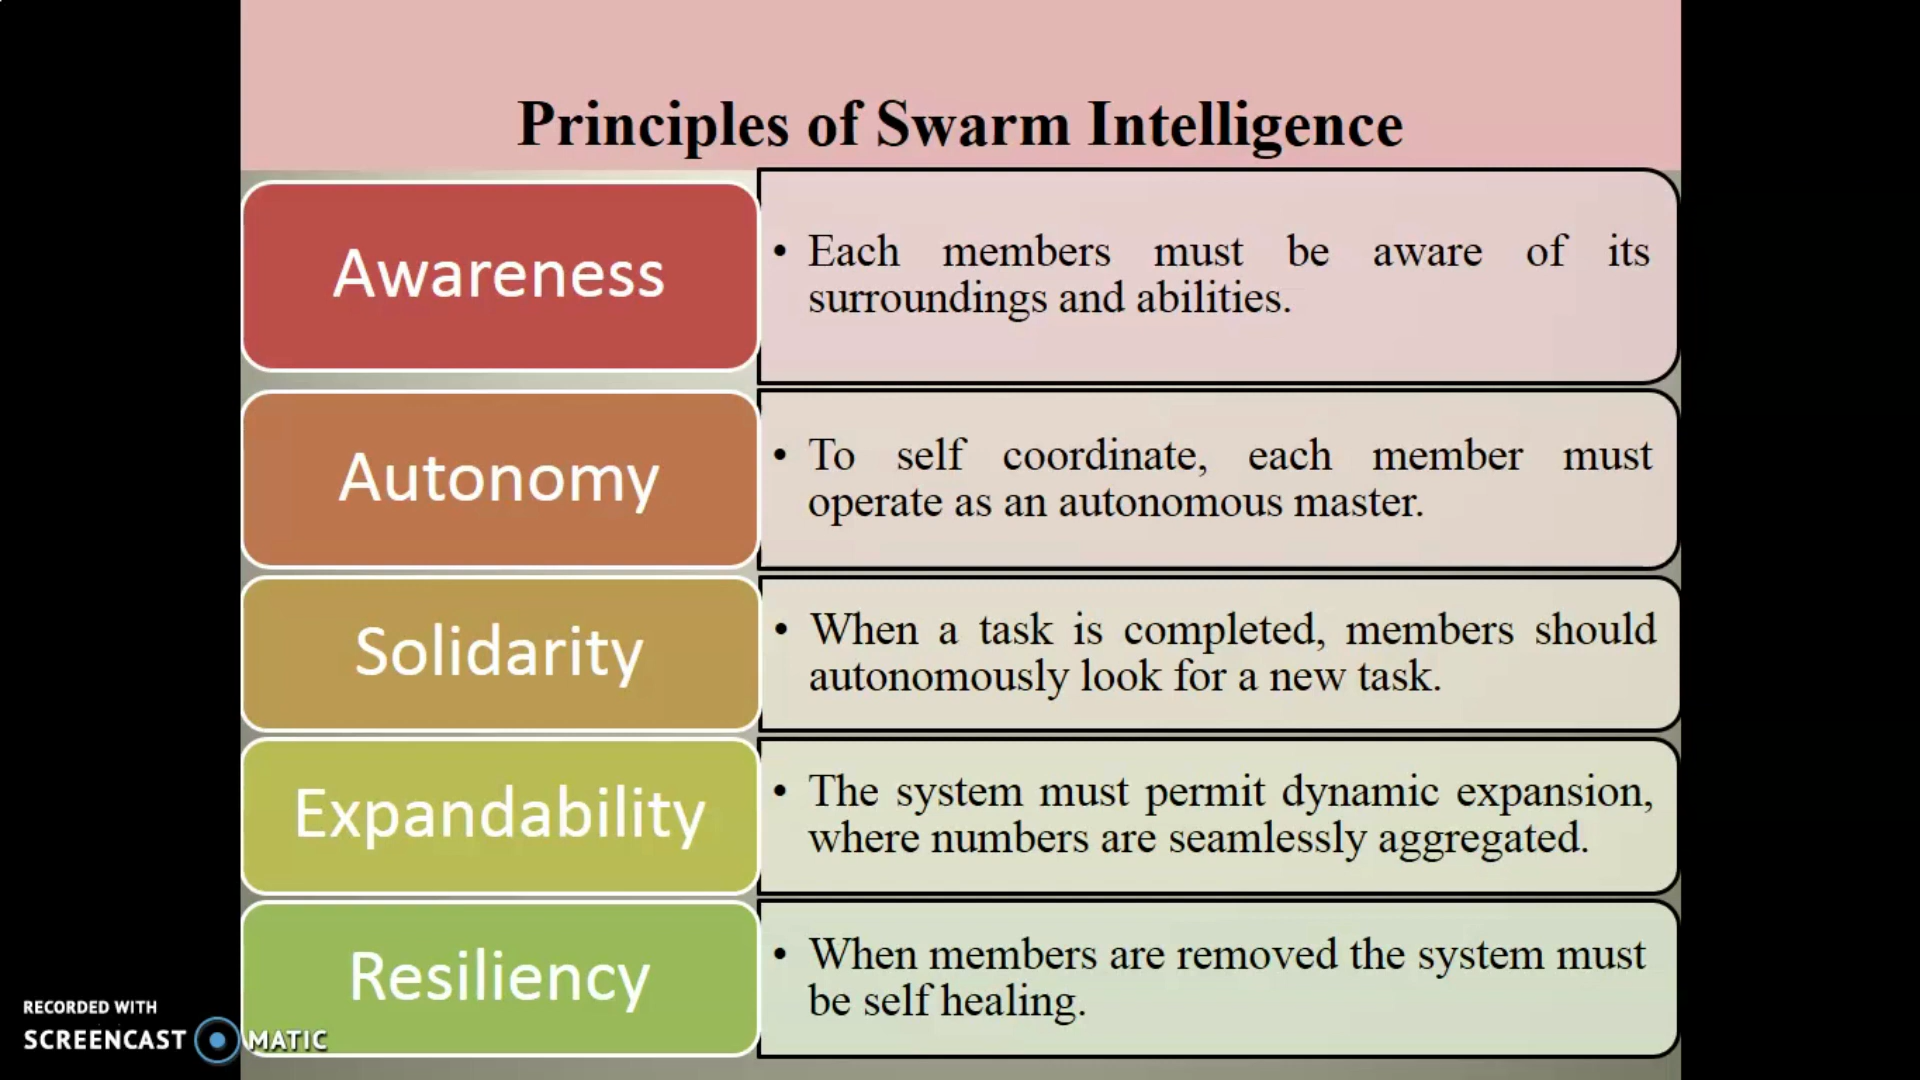 Principles of Swarm Intelligence
Awareness
• Each members must be aware of its
surroundings and abilities.
Autonomy
• To self coordinate, each member must
operate as an autonomous master.
Solidarity
• When a task is completed, members should
autonomously look for a new task.
Expandability
• The system must permit dynamic expansion,
where numbers are seamlessly aggregated.
Resiliency
• When members are removed the system must
be self healing.
RECORDED WITH
SCREENCAST MATIC